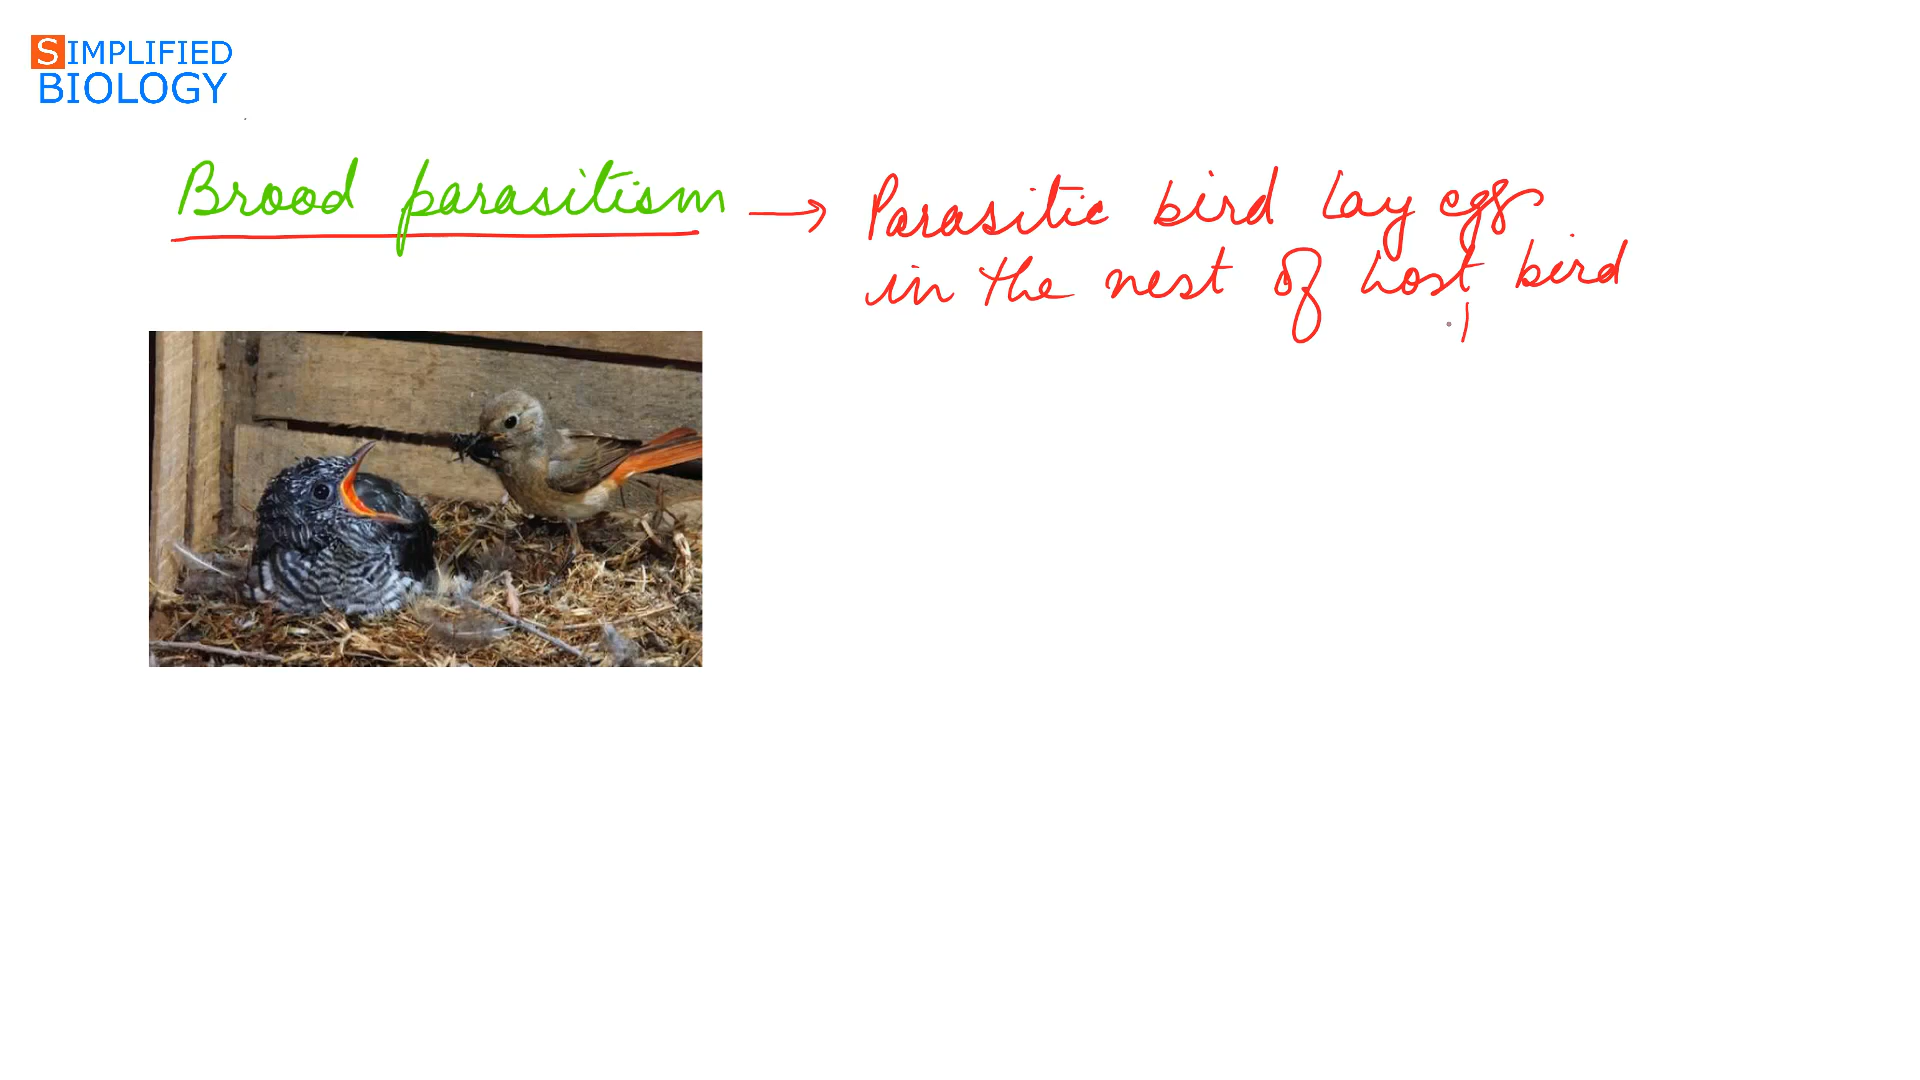 SIMPLIFIED
BIOLOGY
Brood parasitism → Parasitic bird lay eggs
in the nest of host bird